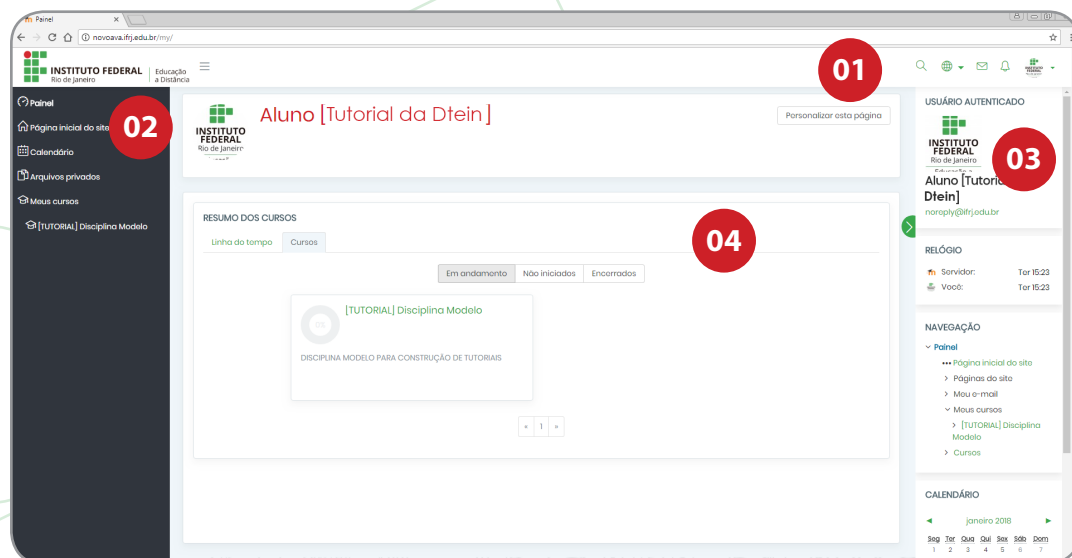 Painel
novoava.ifrj.edu.br/my/
INSTITUTO FEDERAL
Rio de Janeiro
Educação
a Distância
01
Painel
Página inicial do site
02
Calendário
Arquivos privados
Meus cursos
[TUTORIAL] Disciplina Modelo
INSTITUTO
FEDERAL
Rio de Janeiro
Aluno [Tutorial da Dtein]
Personalizar esta página
RESUMO DOS CURSOS
Linha do tempo
Cursos
04
Em andamento
Não iniciados
Encerrados
[TUTORIAL] Disciplina Modelo
DISCIPLINA MODELO PARA CONSTRUÇÃO DE TUTORIAIS
« 1 »
USUÁRIO AUTENTICADO
INSTITUTO
FEDERAL
Rio de Janeiro
03
Aluno [Tutorial
Dtein]
noreply@ifrj.edu.br
RELÓGIO
Servidor: Ter 15:23
Você: Ter 15:23
NAVEGAÇÃO
Painel
Página inicial do site
Páginas do site
Meu e-mail
Meus cursos
[TUTORIAL] Disciplina
Modelo
Cursos
CALENDÁRIO
◄ janeiro 2018 ►
Seg Ter Qua Qui Sex Sáb Dom
1 2 3 4 5 6 7